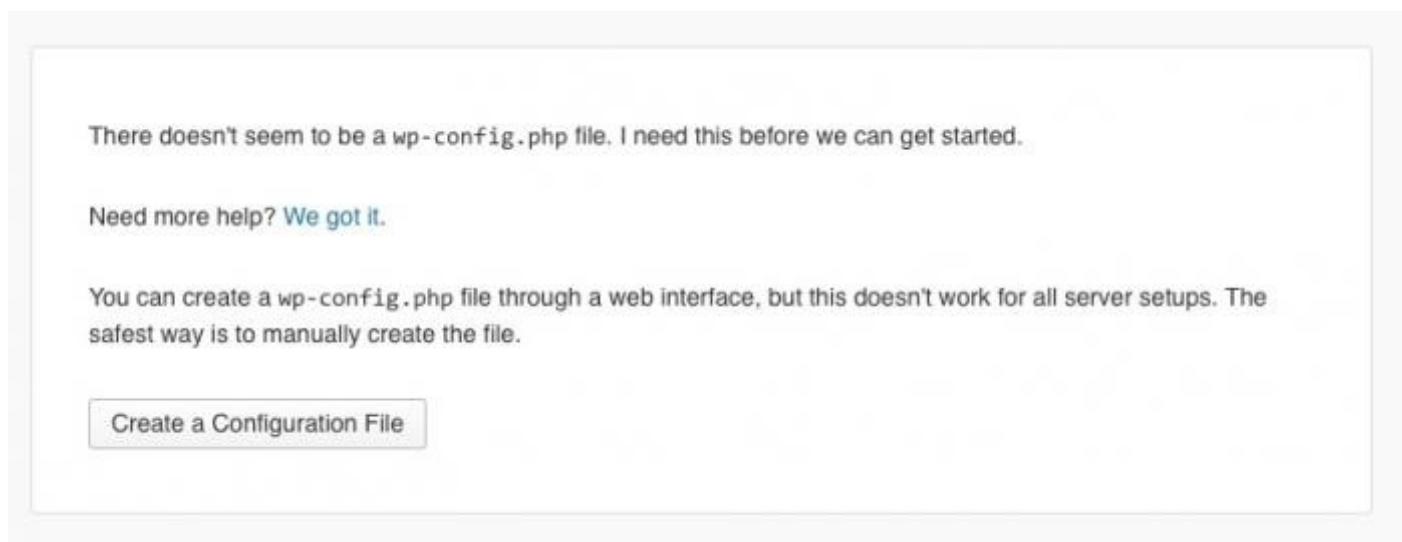 There doesn't seem to be a wp-config.php file. I need this before we can get started.
Need more help? We got it.
You can create a wp-config.php file through a web interface, but this doesn't work for all server setups. The
safest way is to manually create the file.
Create a Configuration File